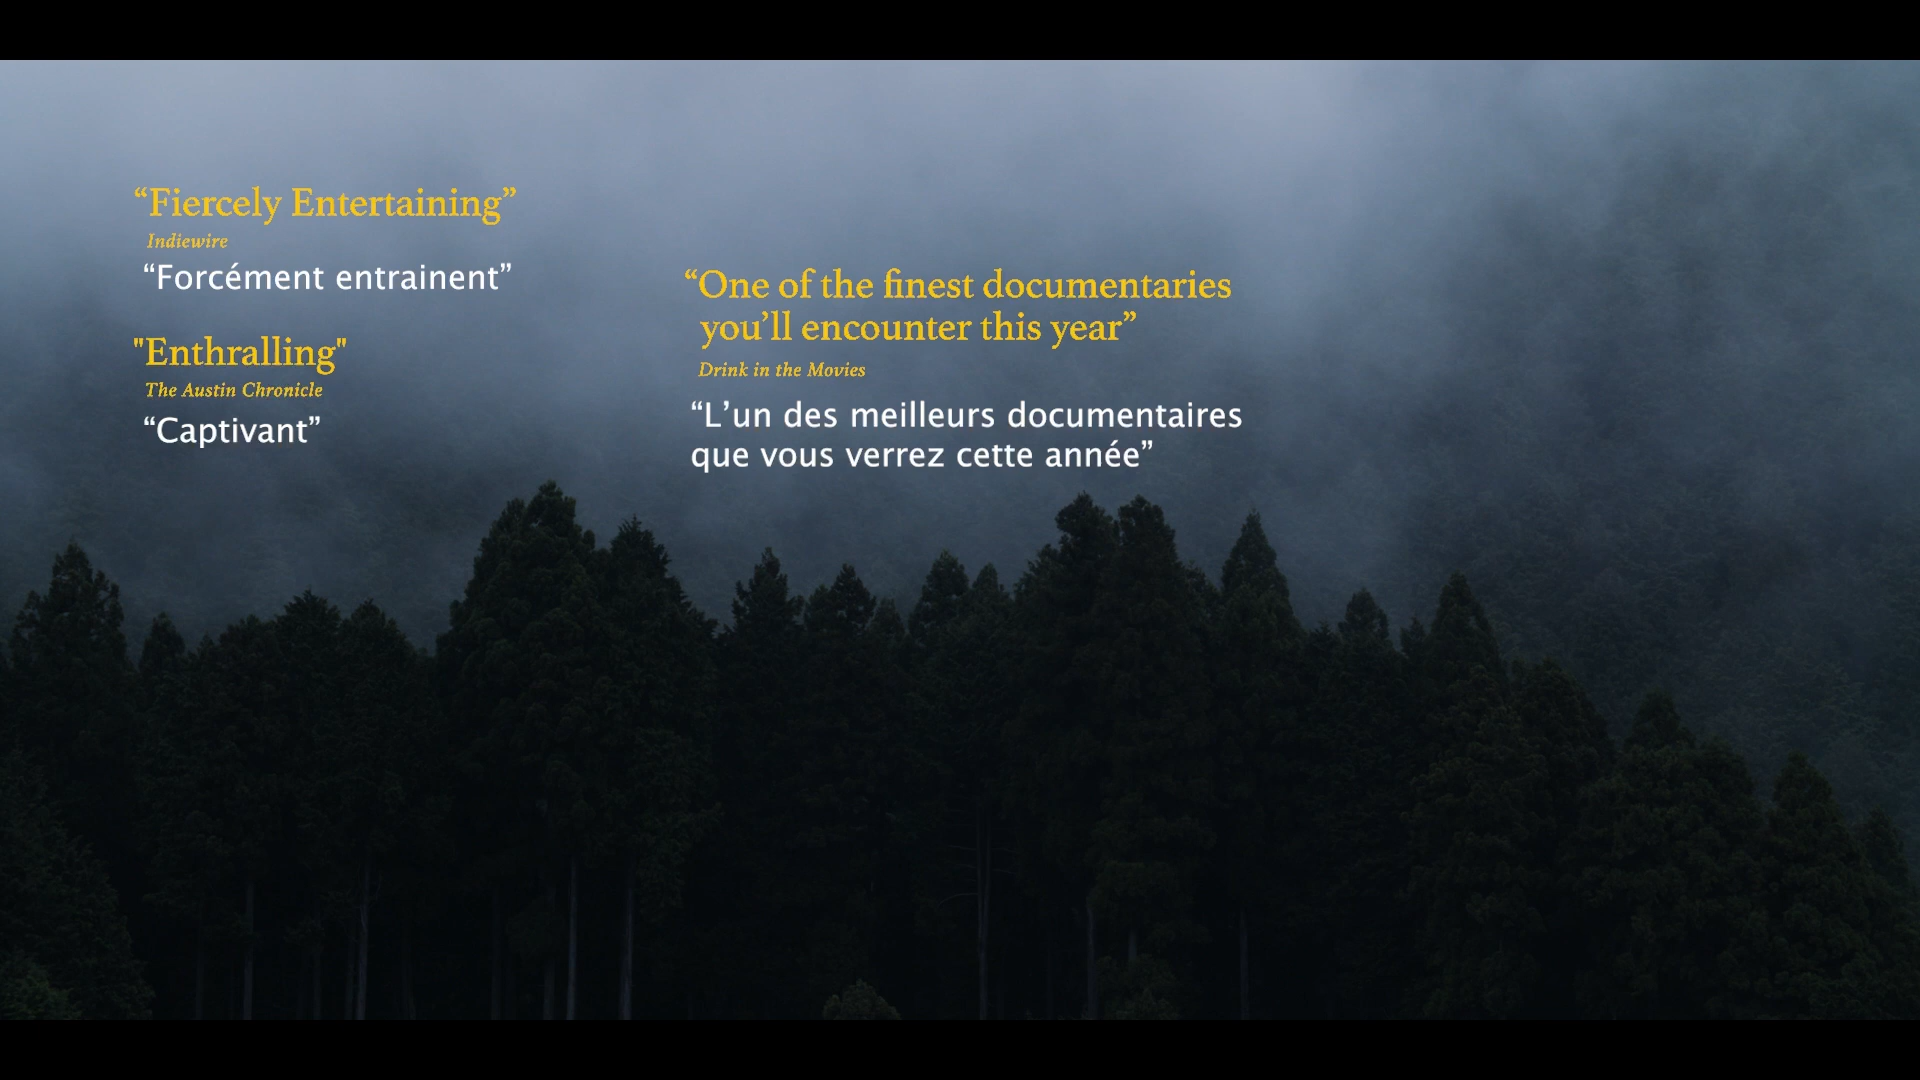 “Fiercely Entertaining”
Indiewire
“Forcément entrainent”
"Enthralling"
The Austin Chronicle
“Captivant”
“One of the finest documentaries
you’ll encounter this year”
Drink in the Movies
“L’un des meilleurs documentaires
que vous verrez cette année”